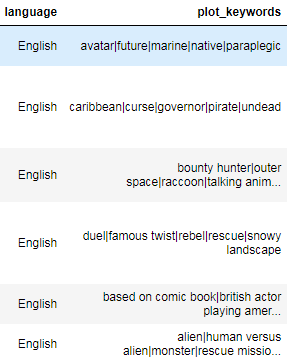 language plot_keywords
English avatar|future|marine|native|paraplegic
English caribbean|curse|governor|pirate|undead
bounty hunter|outer
English space|raccoon|talking anim...
duel|famous twist|rebel|rescue|snowy
English landscape
English based on comic book|british actor
playing amer...
alien|human versus
English alien|monster|rescue missio...